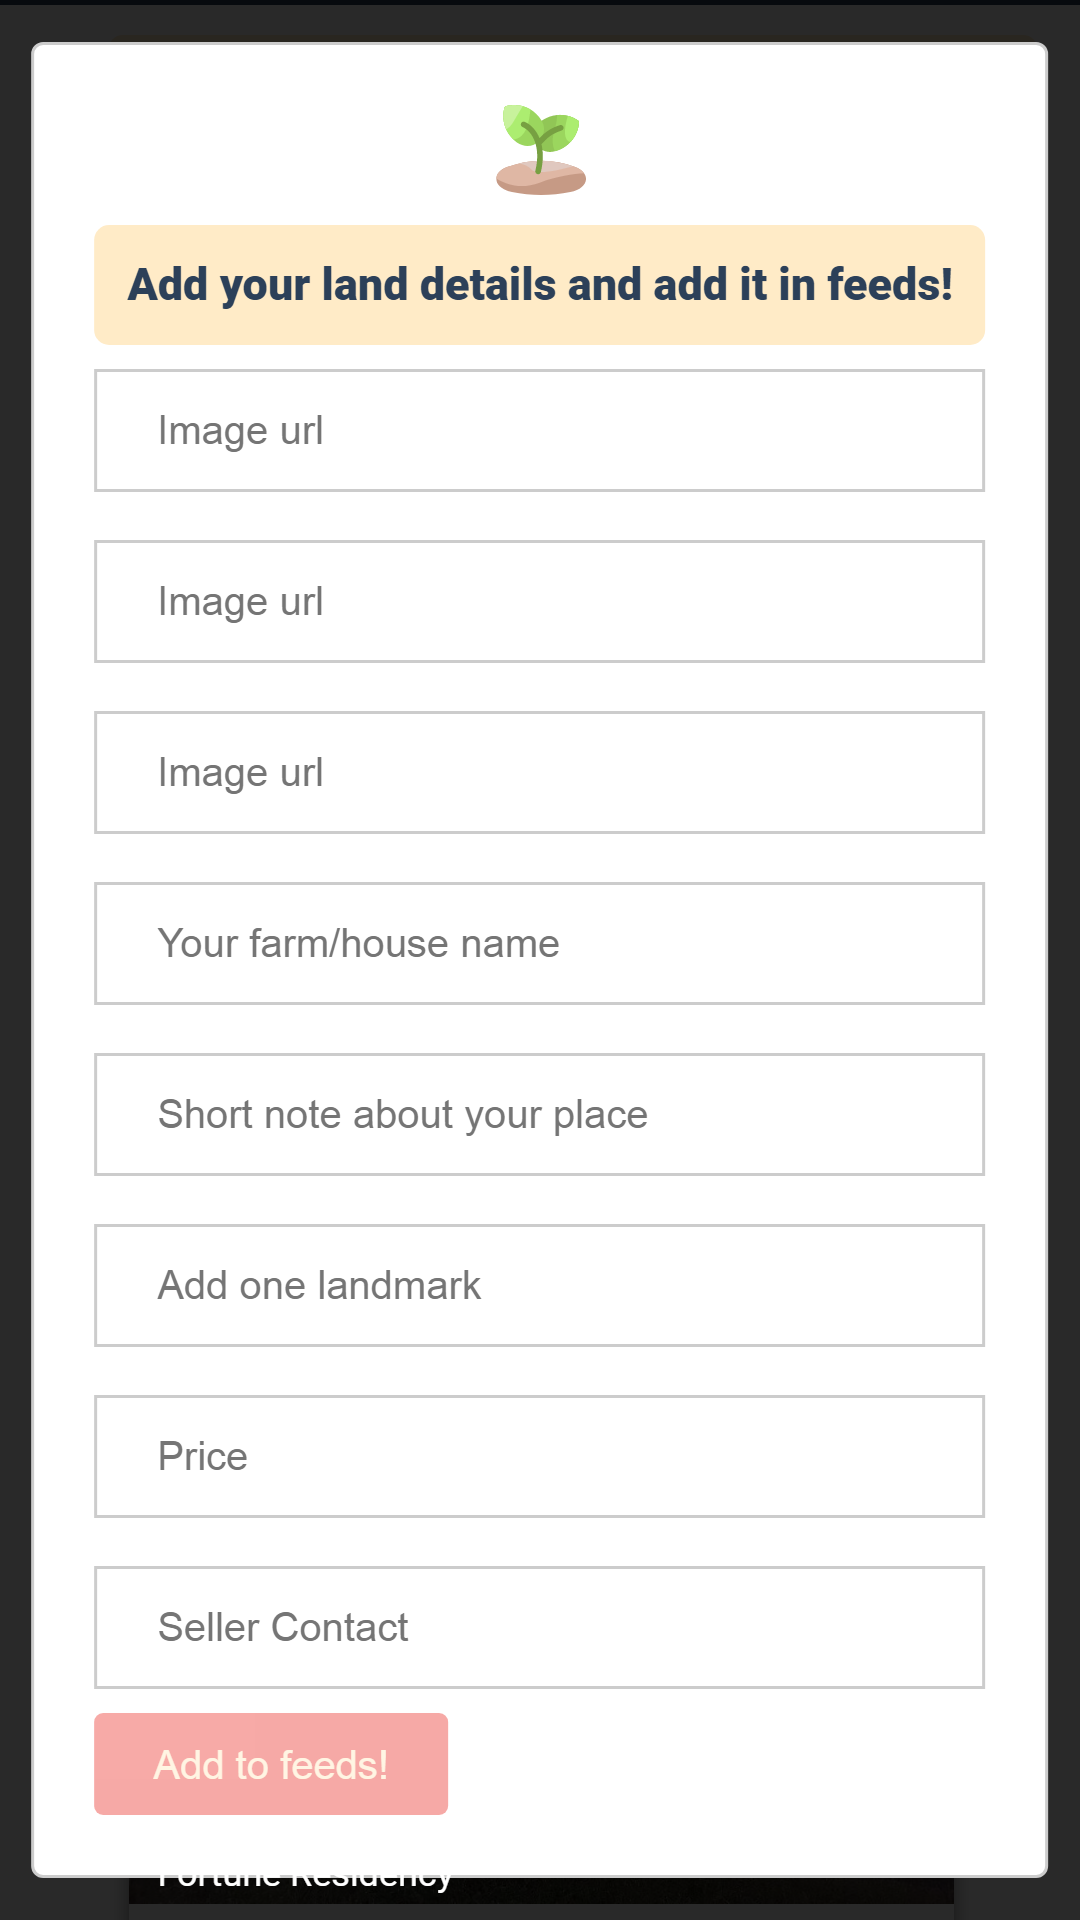 Add your land details and add it in feeds!
Image url
Image url
Image url
Your farm/house name
Short note about your place
Add one landmark
Price
Seller Contact
Add to feeds!
Fortune Residency